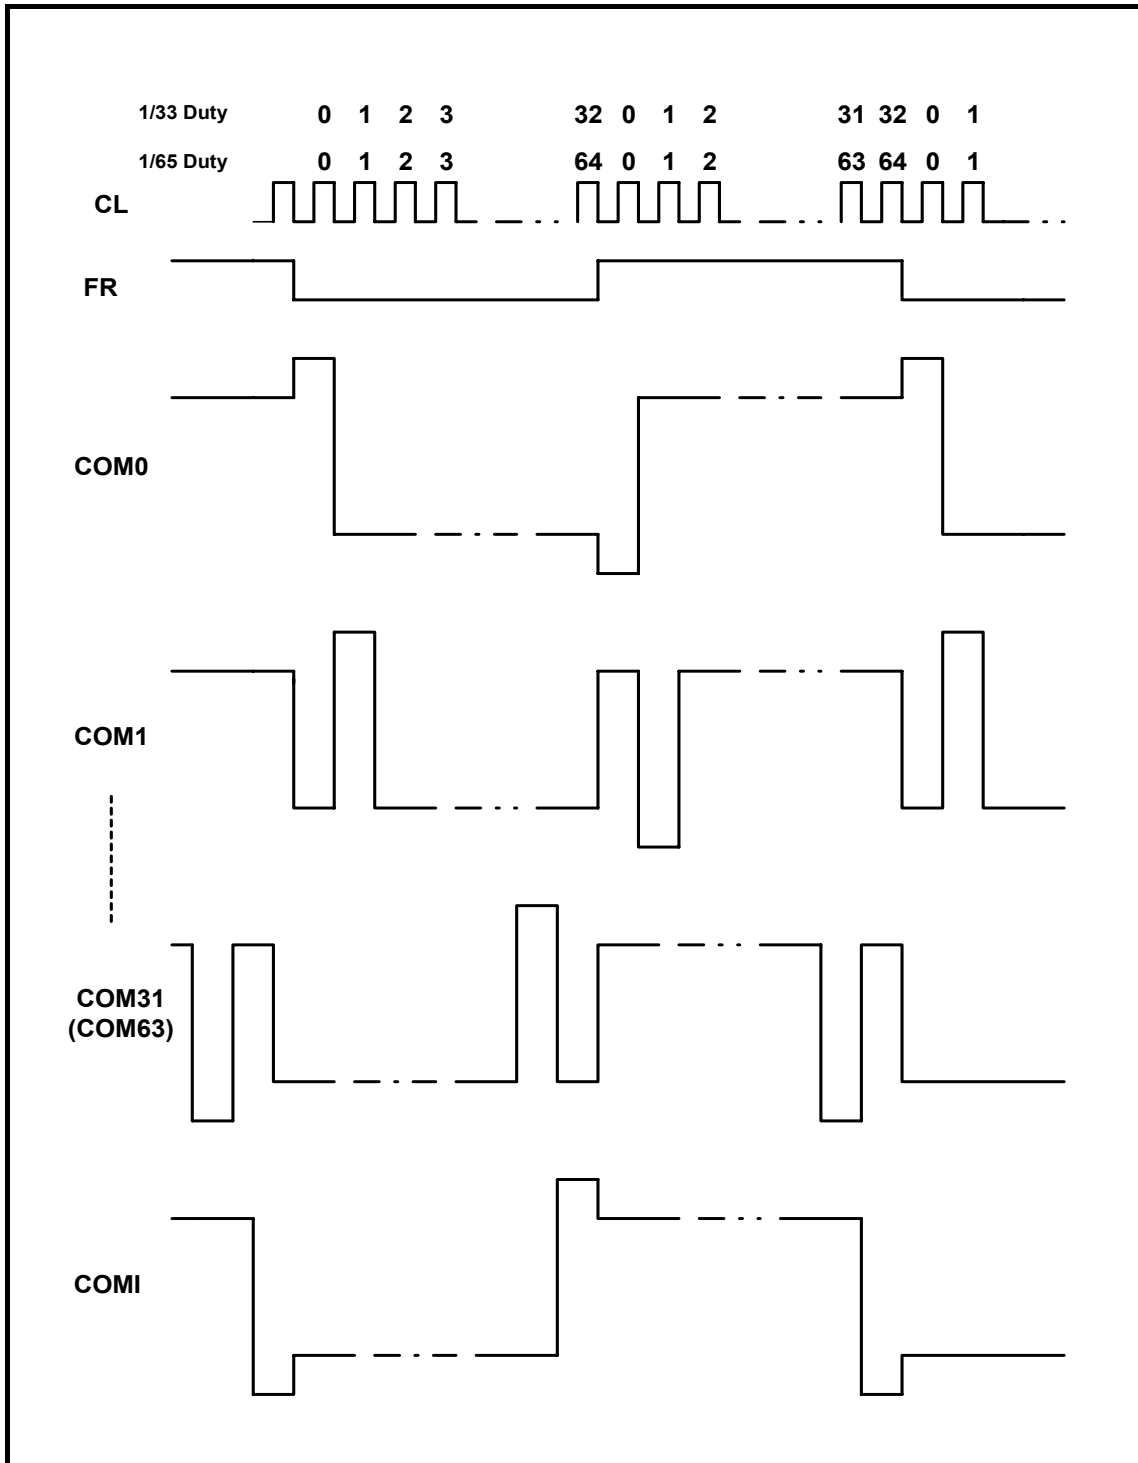 1/33 Duty 0 1 2 3 32 0 1 2 31 32 0 1
1/65 Duty 0 1 2 3 64 0 1 2 63 64 0 1
CL
FR
COM0
COM1
COM31
(COM63)
COMI